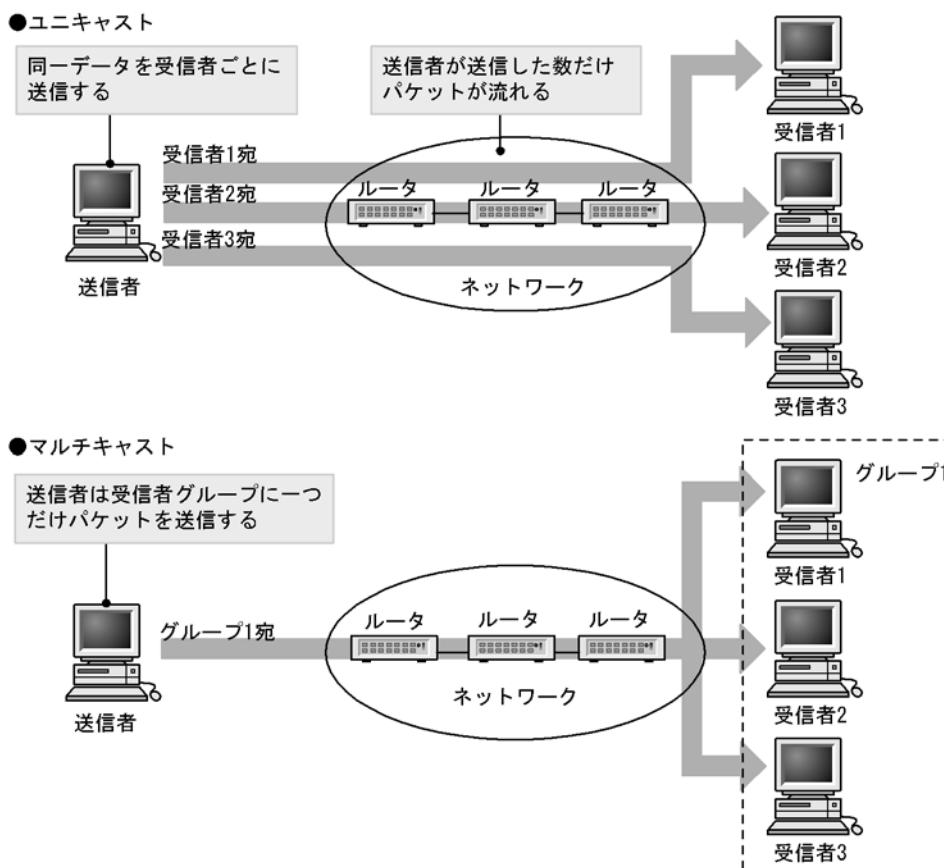 ●ユニキャスト
同一データを受信者ごとに
送信する
送信者が送信した数だけ
パケットが流れる
受信者1
受信者1宛
ルータ
ルータ
ルータ
受信者2宛
受信者3宛
送信者
ネットワーク
受信者2
受信者3
●マルチキャスト
送信者は受信者グループに一つ
だけパケットを送信する
グループ1
受信者1
ルータ
ルータ
ルータ
グループ1宛
ネットワーク
送信者
受信者2
受信者3